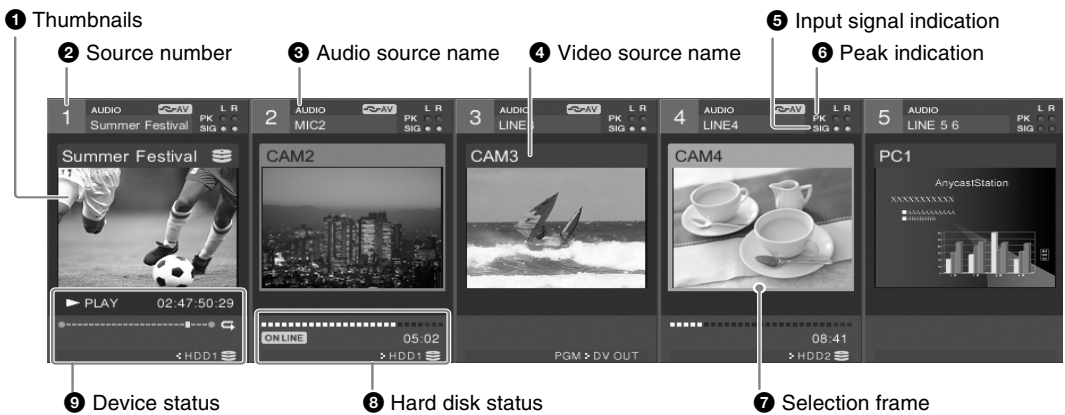 ❶ Thumbnails
❷ Source number
❸ Audio source name
❹ Video source name
❺ Input signal indication
❻ Peak indication
1 AUDIO AV L R
Summer Festival PK
SIG
2 AUDIO AV L R
MIC2 PK
SIG
3 AUDIO AV L R
PK
SIG
4 AUDIO L R
LINE4 PK
SIG
5 AUDIO L R
LINE 5 6 PK
SIG
Summer Festival
CAM2
CAM3
CAM4
PC1
AnycastStation
XXXXXXXXXXX
PLAY 02:47:50:29
HDD1
ONLINE 05:02
HDD1
PGM DV OUT
08:41
HDD2
❾ Device status
❽ Hard disk status
❼ Selection frame